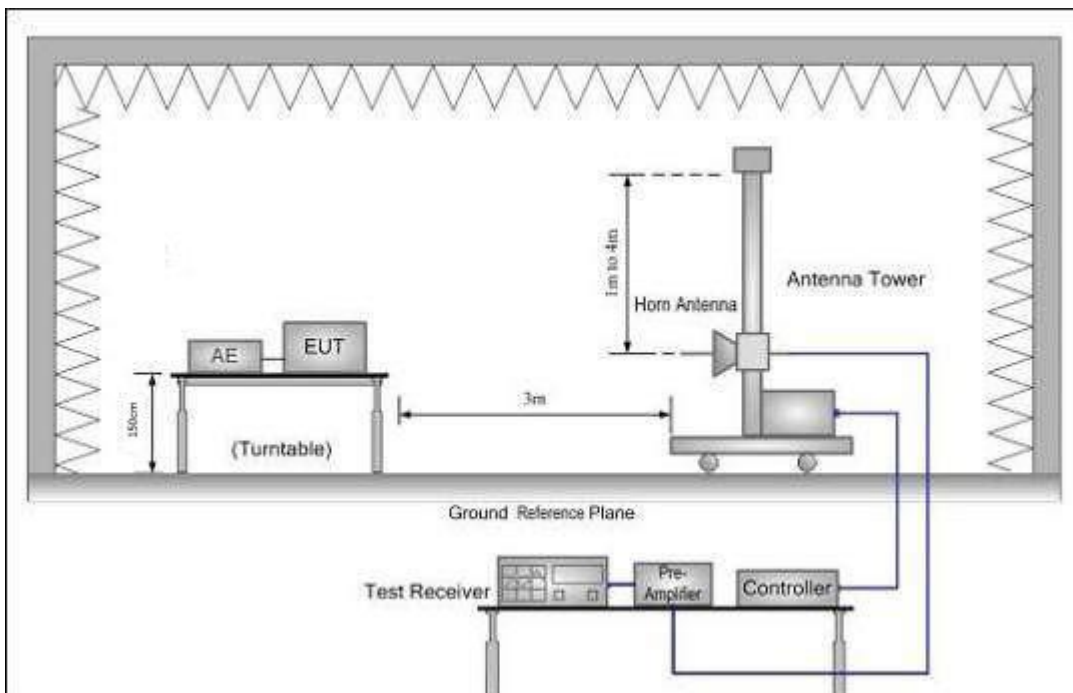 1m to 4m
Antenna Tower
Horn Antenna
AE
EUT
150cm
3m
(Turntable)
Ground Reference Plane
Test Receiver
Pre-
Amplifier
Controller